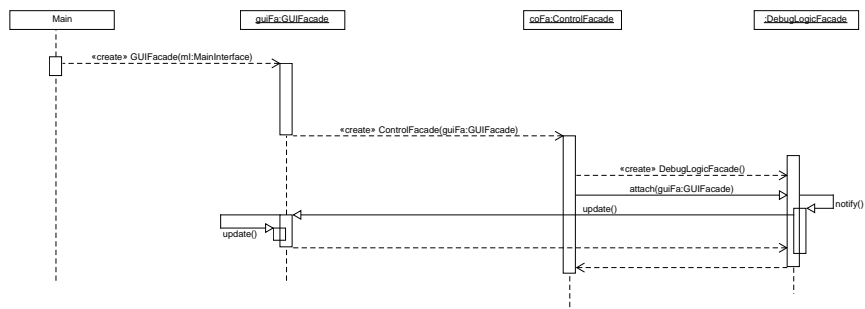 Main
guiFa:GUIFacade
coFa:ControlFacade
:DebugLogicFacade
«create» GUIFacade(mI:MainInterface)
«create» ControlFacade(guiFa:GUIFacade)
«create» DebugLogicFacade()
attach(guiFa:GUIFacade)
notify()
update()
update()